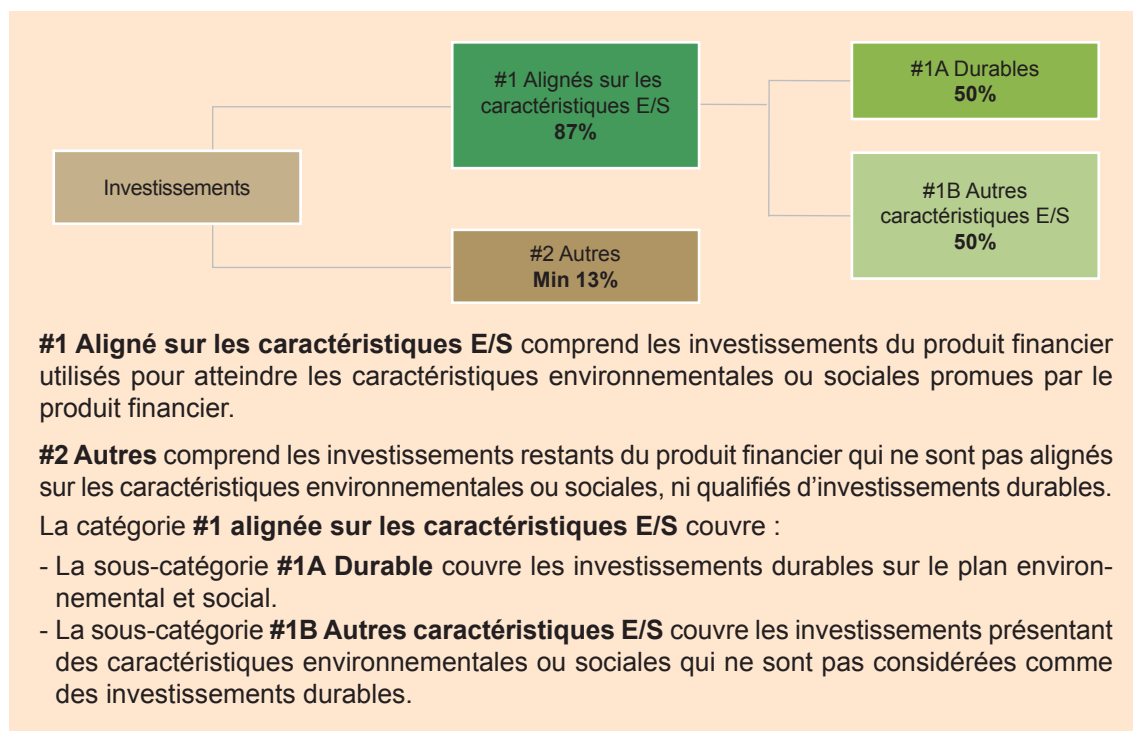 #1 Alignés sur les
caractéristiques E/S
87%
#1A Durables
50%
Investissements
#1B Autres
caractéristiques E/S
50%
#2 Autres
Min 13%
#1 Aligné sur les caractéristiques E/S comprend les investissements du produit financier
utilisés pour atteindre les caractéristiques environnementales ou sociales promues par le
produit financier.
#2 Autres comprend les investissements restants du produit financier qui ne sont pas alignés
sur les caractéristiques environnementales ou sociales, ni qualifiés d’investissements durables.
La catégorie #1 alignée sur les caractéristiques E/S couvre :
- La sous-catégorie #1A Durable couvre les investissements durables sur le plan environ-
nemental et social.
- La sous-catégorie #1B Autres caractéristiques E/S couvre les investissements présentant
des caractéristiques environnementales ou sociales qui ne sont pas considérées comme
des investissements durables.